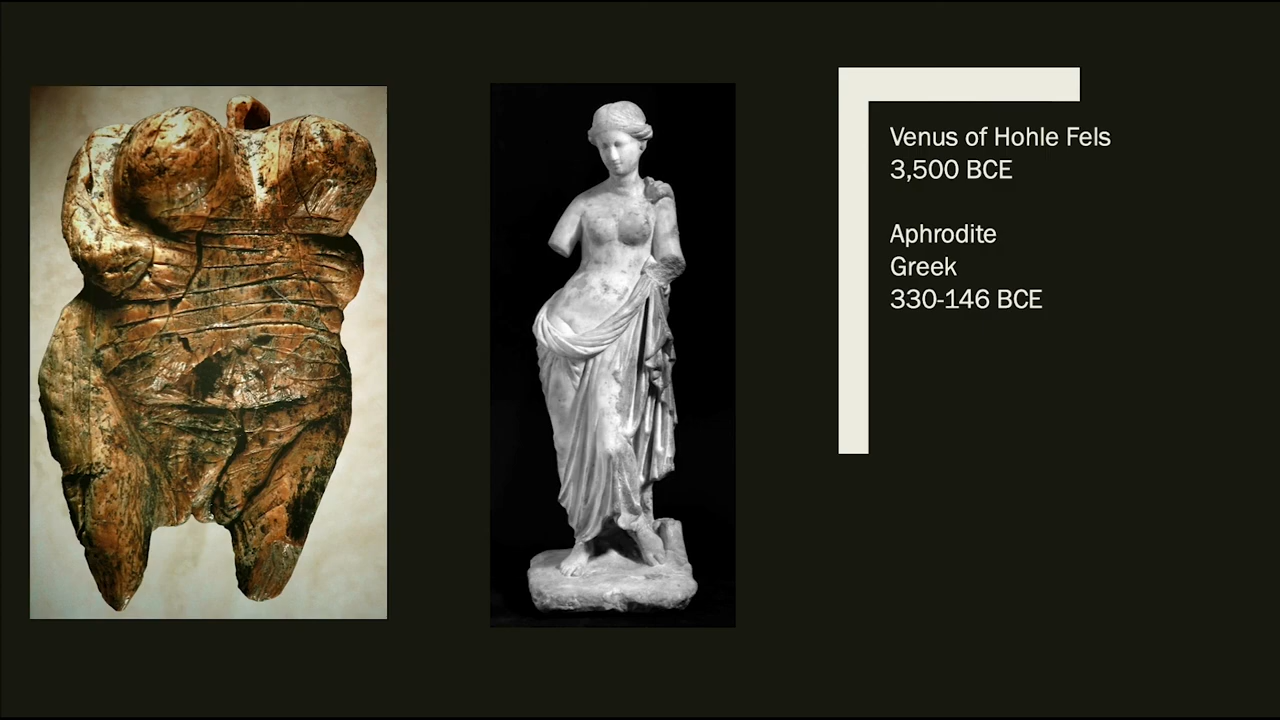 Venus of Hohle Fels
3,500 BCE
Aphrodite
Greek
330-146 BCE